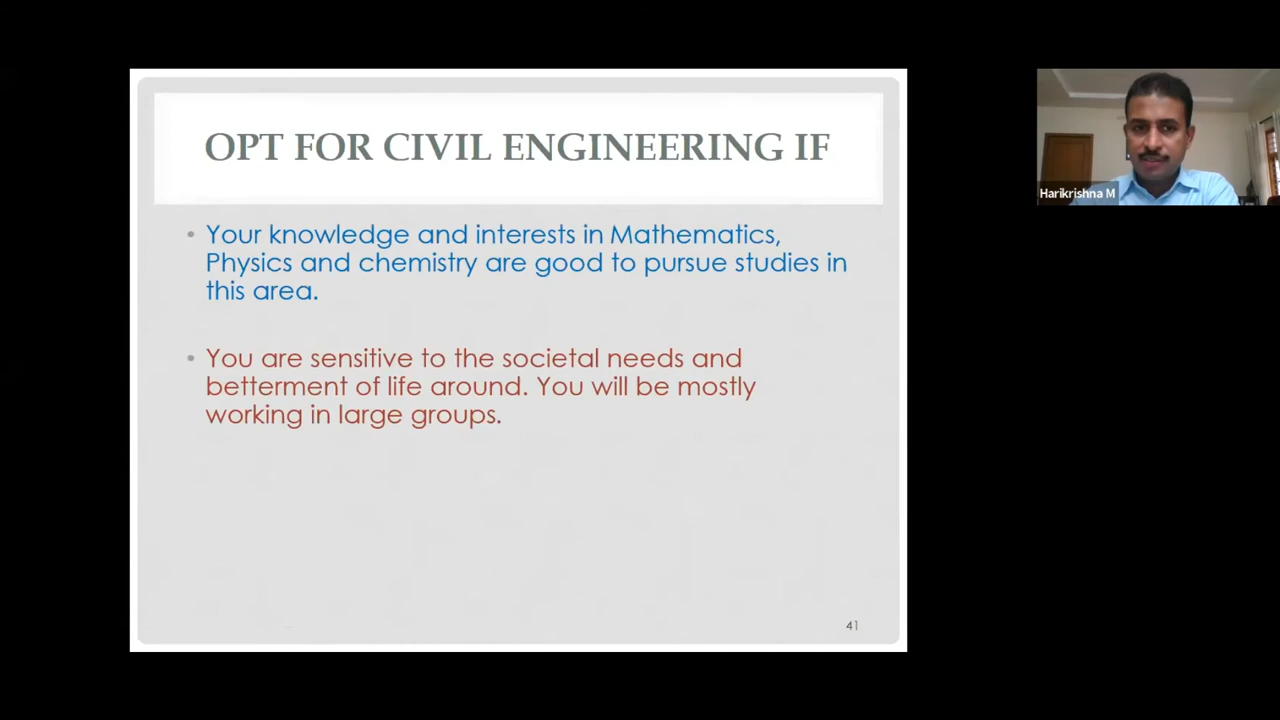 OPT FOR CIVIL ENGINEERING IF
• Your knowledge and interests in Mathematics,
Physics and chemistry are good to pursue studies in
this area.
• You are sensitive to the societal needs and
betterment of life around. You will be mostly
working in large groups.
41
Harikrishna M